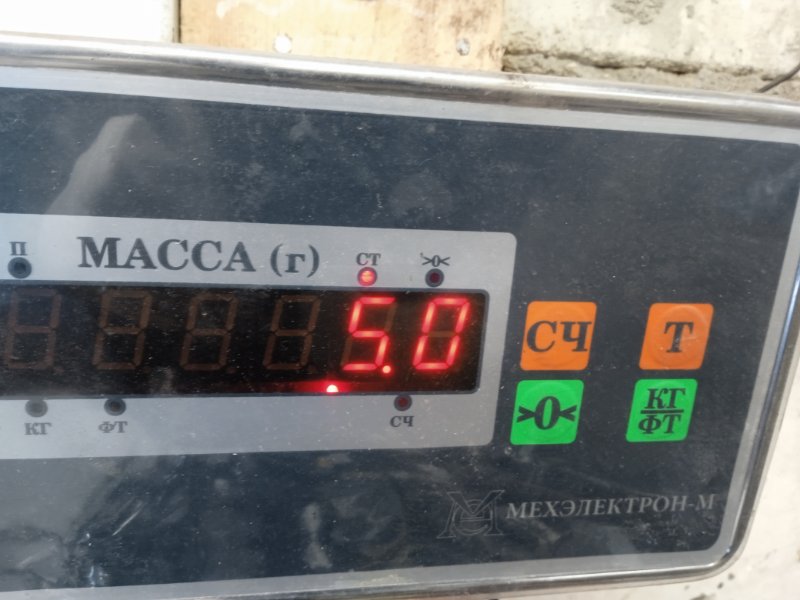 П
МАССА (г)
СТ
>0<
5.0
СЧ
Т
КГ
ФТ
СЧ
>0<
КГ
ФТ
МЕХЭЛЕКТРОН-М